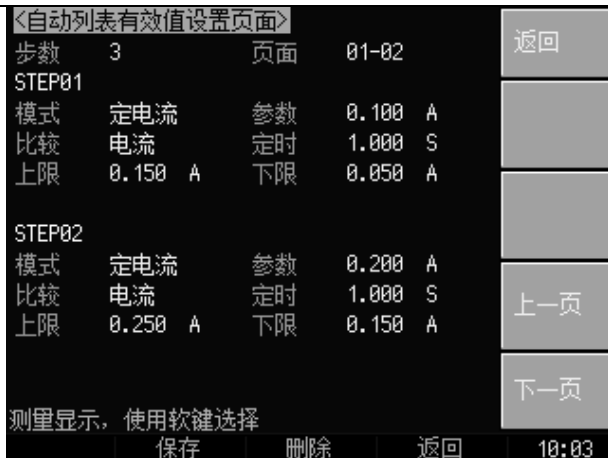 <自动列表有效值设置页面>
步数 3 页面 01-02
STEP01
模式 定电流 参数 0.100 A
比较 电流 定时 1.000 S
上限 0.150 A 下限 0.050 A
STEP02
模式 定电流 参数 0.200 A
比较 电流 定时 1.000 S
上限 0.250 A 下限 0.150 A
测量显示，使用软键选择
保存 删除 返回 10:03
返回
上一页
下一页